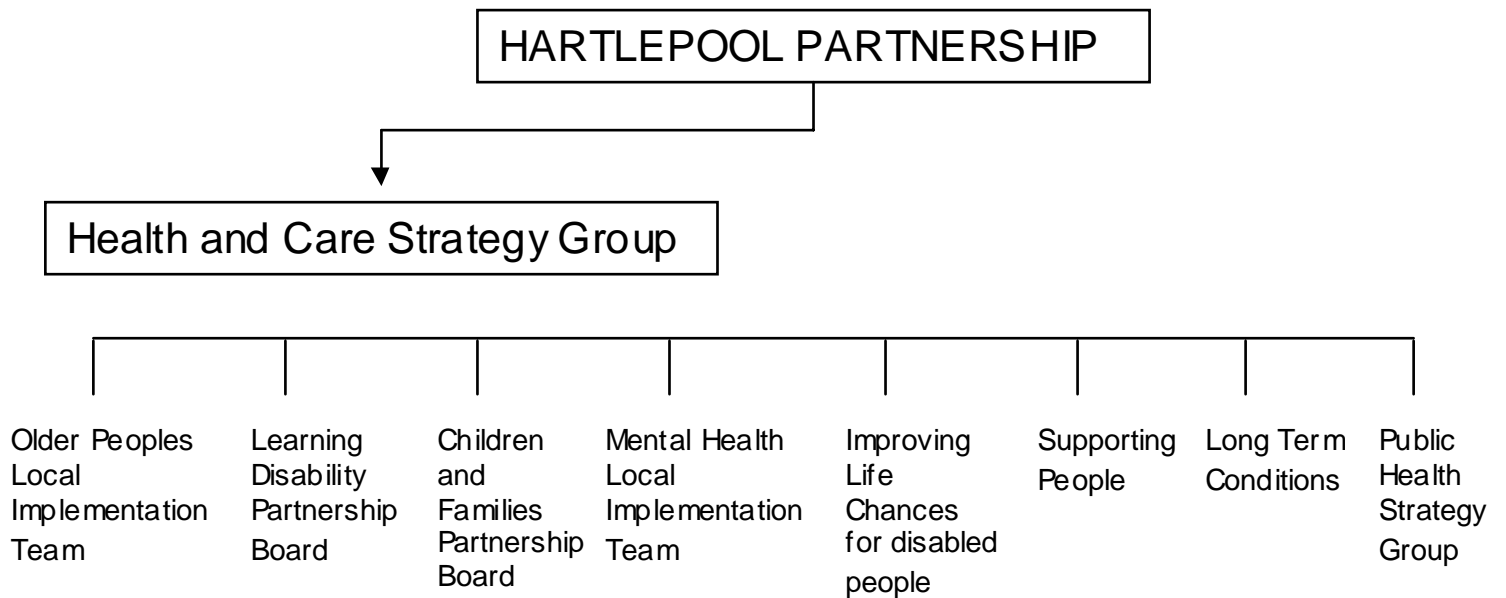 HARTLEPOOL PARTNERSHIP
Health and Care Strategy Group
Older Peoples
Local
Implementation
Team
Learning
Disability
Partnership
Board
Children
and
Families
Partnership
Board
Mental Health
Local
Implementation
Team
Improving
Life
Chances
for disabled
people
Supporting
People
Long Term
Conditions
Public
Health
Strategy
Group